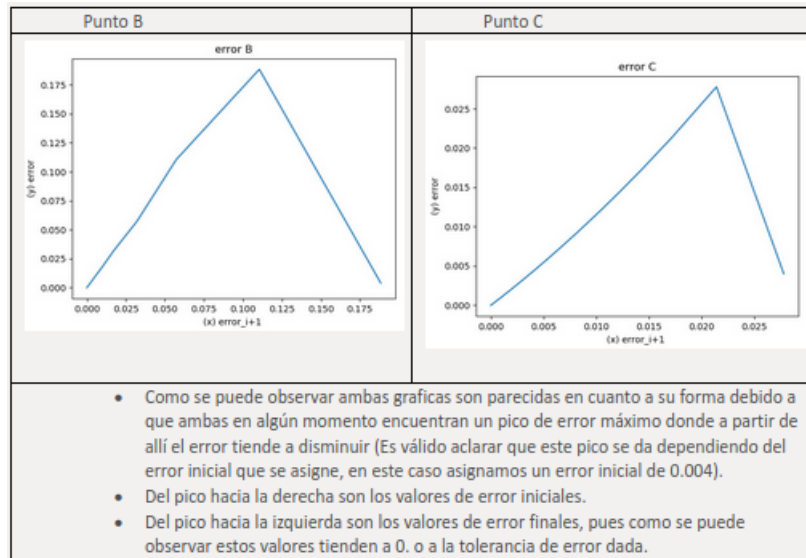 Punto B
Punto C
error B
0.175
0.150
0.125
0.100
0.075
0.050
0.025
0.000
(y) error
0.000 0.025 0.050 0.075 0.100 0.125 0.150 0.175
(x) error_i+1
error C
0.025
0.020
0.015
0.010
0.005
0.000
(y) error
0.000 0.005 0.010 0.015 0.020 0.025
(x) error_i+1
• Como se puede observar ambas graficas son parecidas en cuanto a su forma debido a
que ambas en algún momento encuentran un pico de error máximo donde a partir de
allí el error tiende a disminuir (Es válido aclarar que este pico se da dependiendo del
error inicial que se asigne, en este caso asignamos un error inicial de 0.004).
• Del pico hacia la derecha son los valores de error iniciales.
• Del pico hacia la izquierda son los valores de error finales, pues como se puede
observar estos valores tienden a 0. o a la tolerancia de error dada.